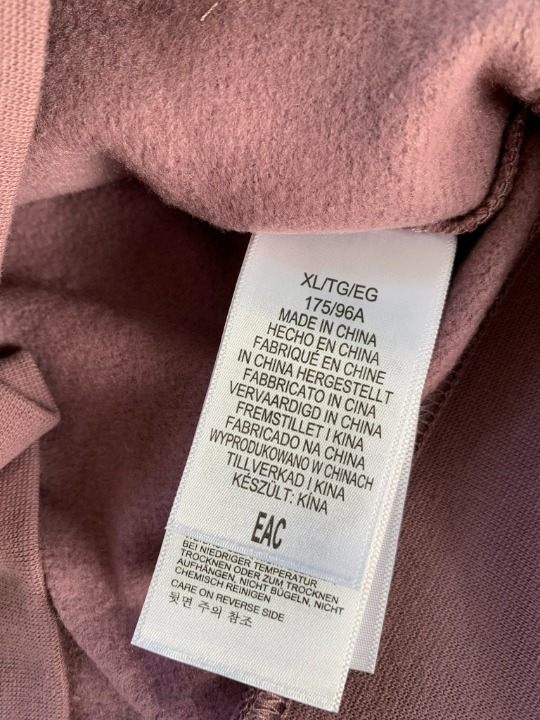 XL/TG/EG
175/96A
MADE IN CHINA
HECHO EN CHINA
FABRIQUÉ EN CHINE
IN CHINA HERGESTELLT
FABBRICATO IN CINA
VERVAARDIGD IN CHINA
FREMSTILLET I KINA
FABRICADO NA CHINA
WYPRODUKOWANO W CHINACH
TILLVERKAD I KINA
KÉSZÜLT: KÍNA
EAC
BEI NIEDRIGER TEMPERATUR
TROCKNEN ODER ZUM TROCKNEN
AUFHÄNGEN, NICHT BÜGELN, NICHT
CHEMISCH REINIGEN
CARE ON REVERSE SIDE
뒷면 주의 참조